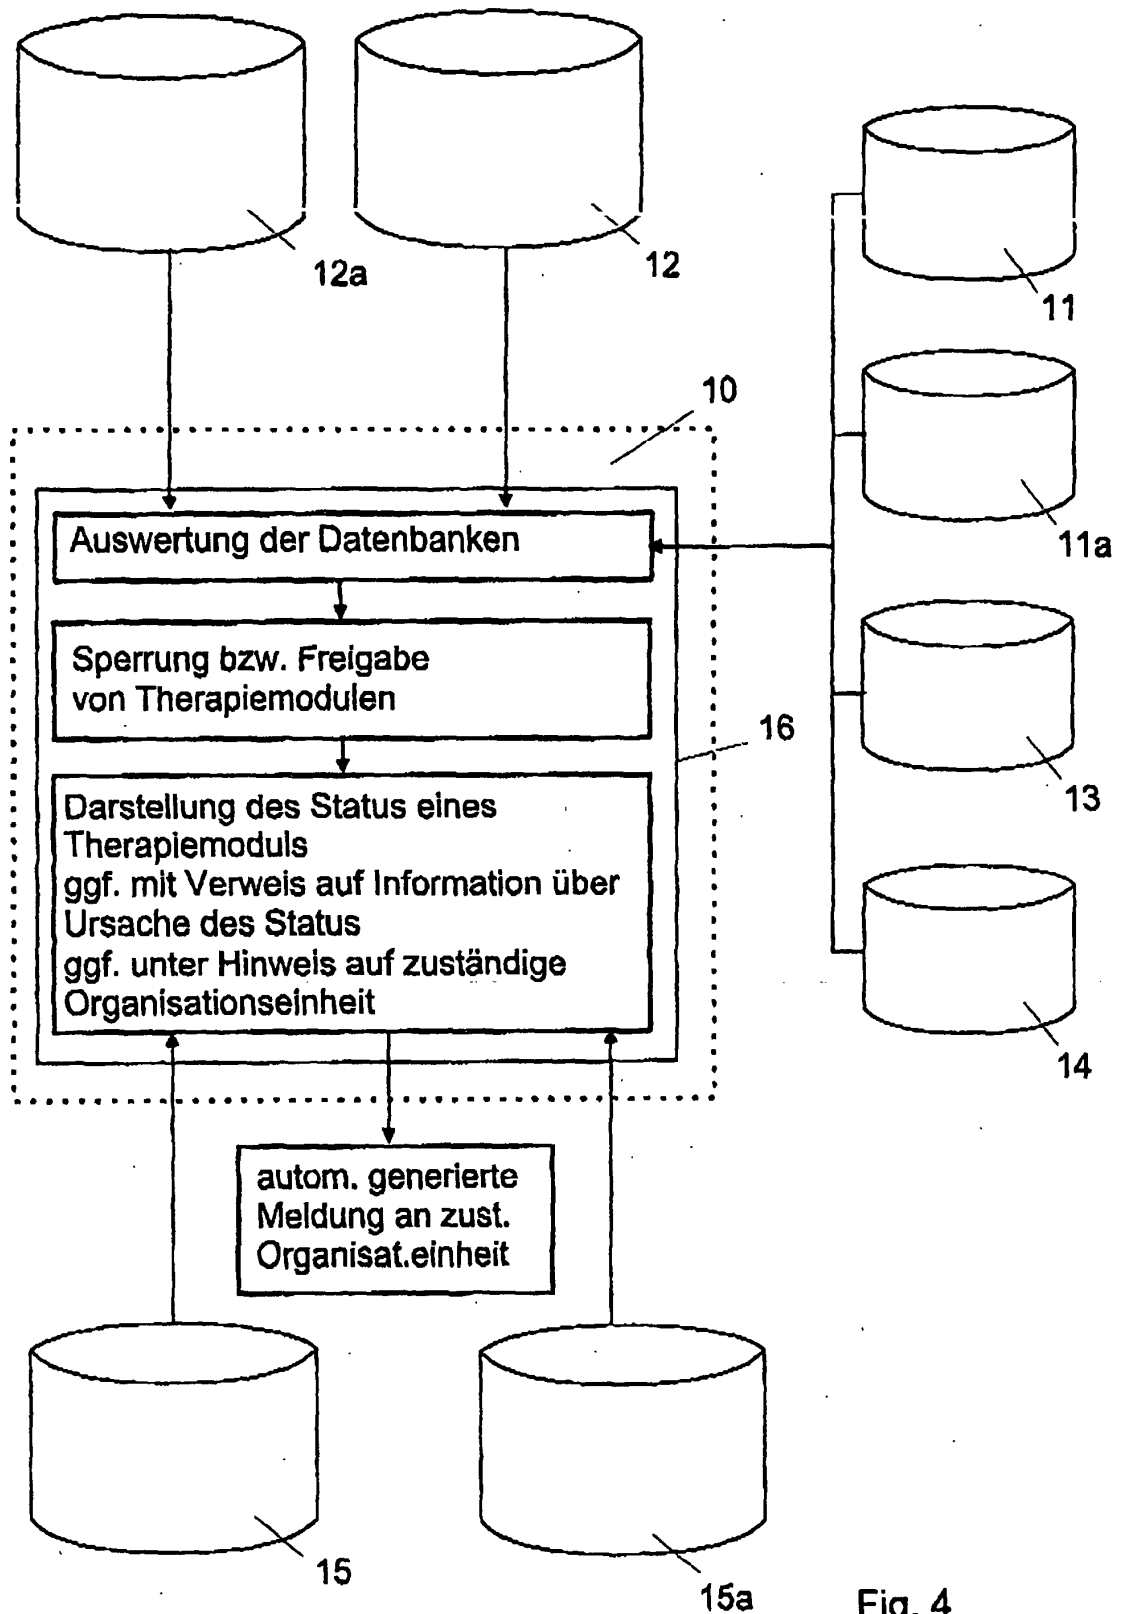 12a
12
11
10
11a
Auswertung der Datenbanken
Sperrung bzw. Freigabe
von Therapiemodulen
16
13
Darstellung des Status eines
Therapiemoduls
ggf. mit Verweis auf Information über
Ursache des Status
ggf. unter Hinweis auf zuständige
Organisationseinheit
14
autom. generierte
Meldung an zust.
Organisat.einheit
15
15a
Fig. 4